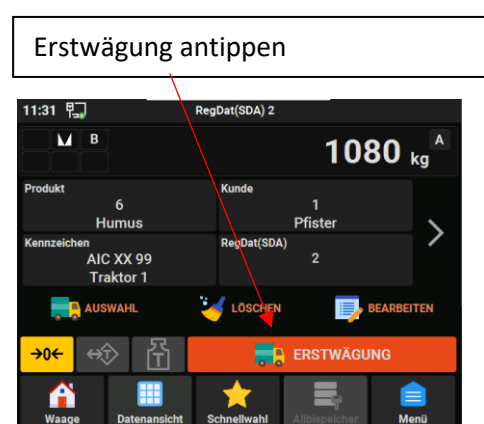 Erstwägung antippen
11:31
RegDat(SDA) 2
B
1080 kg
A
Produkt
6
Humus
Kunde
1
Pfister
Kennzeichen
AIC XX 99
Traktor 1
RegDat(SDA)
2
AUSWAHL
LÖSCHEN
BEARBEITEN
→0←
T
T
ERSTWÄGUNG
Waage
Datenansicht
Schnellwahl
Alibispeicher
Menü